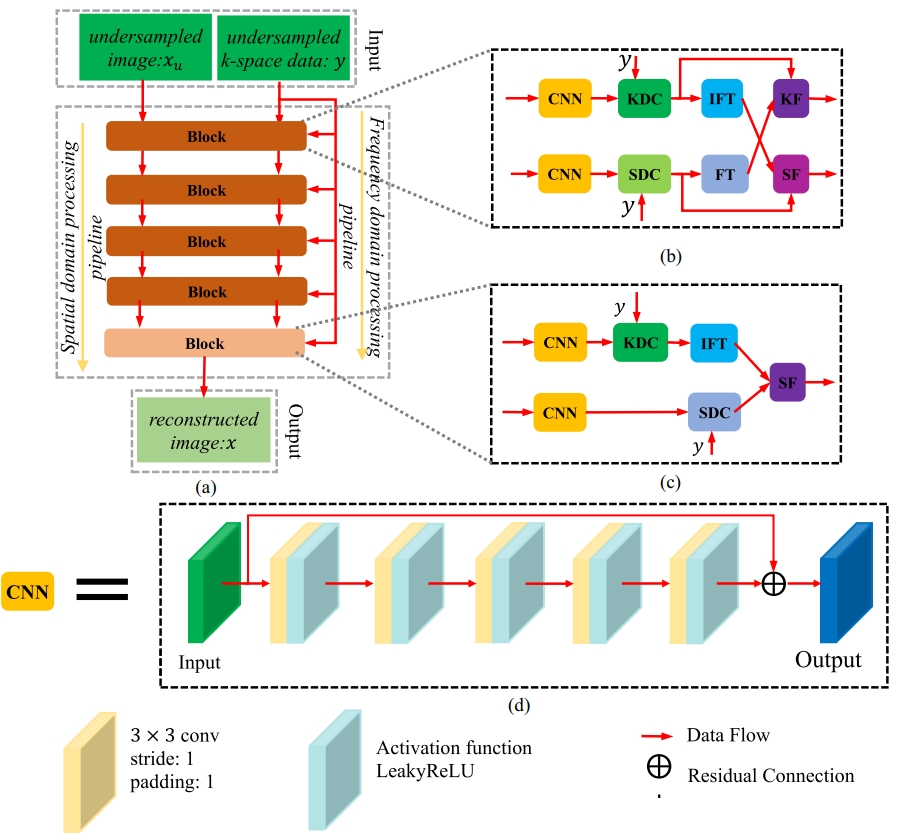 undersampled
image:xᵤ
undersampled
k-space data: y
Input
Block
Block
Block
Block
Block
Spatial domain processing
pipeline
Frequency domain processing
pipeline
reconstructed
image:x
Output
(a)
y
CNN
KDC
IFT
KF
CNN
SDC
FT
SF
y
(b)
y
CNN
KDC
IFT
SF
CNN
SDC
y
(c)
CNN
Input
Output
(d)
3 × 3 conv
stride: 1
padding: 1
Activation function
LeakyReLU
Data Flow
Residual Connection